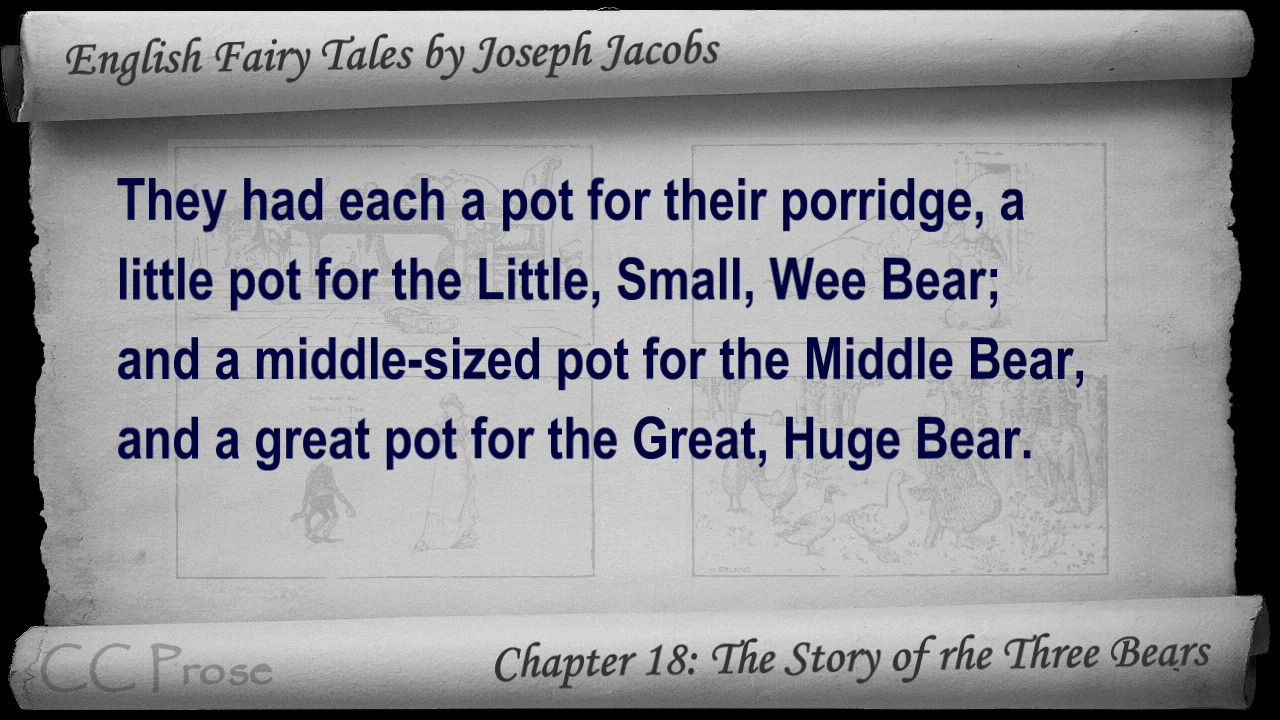 English Fairy Tales by Joseph Jacobs
They had each a pot for their porridge, a
little pot for the Little, Small, Wee Bear;
and a middle-sized pot for the Middle Bear,
and a great pot for the Great, Huge Bear.
CC Prose
Chapter 18: The Story of rhe Three Bears